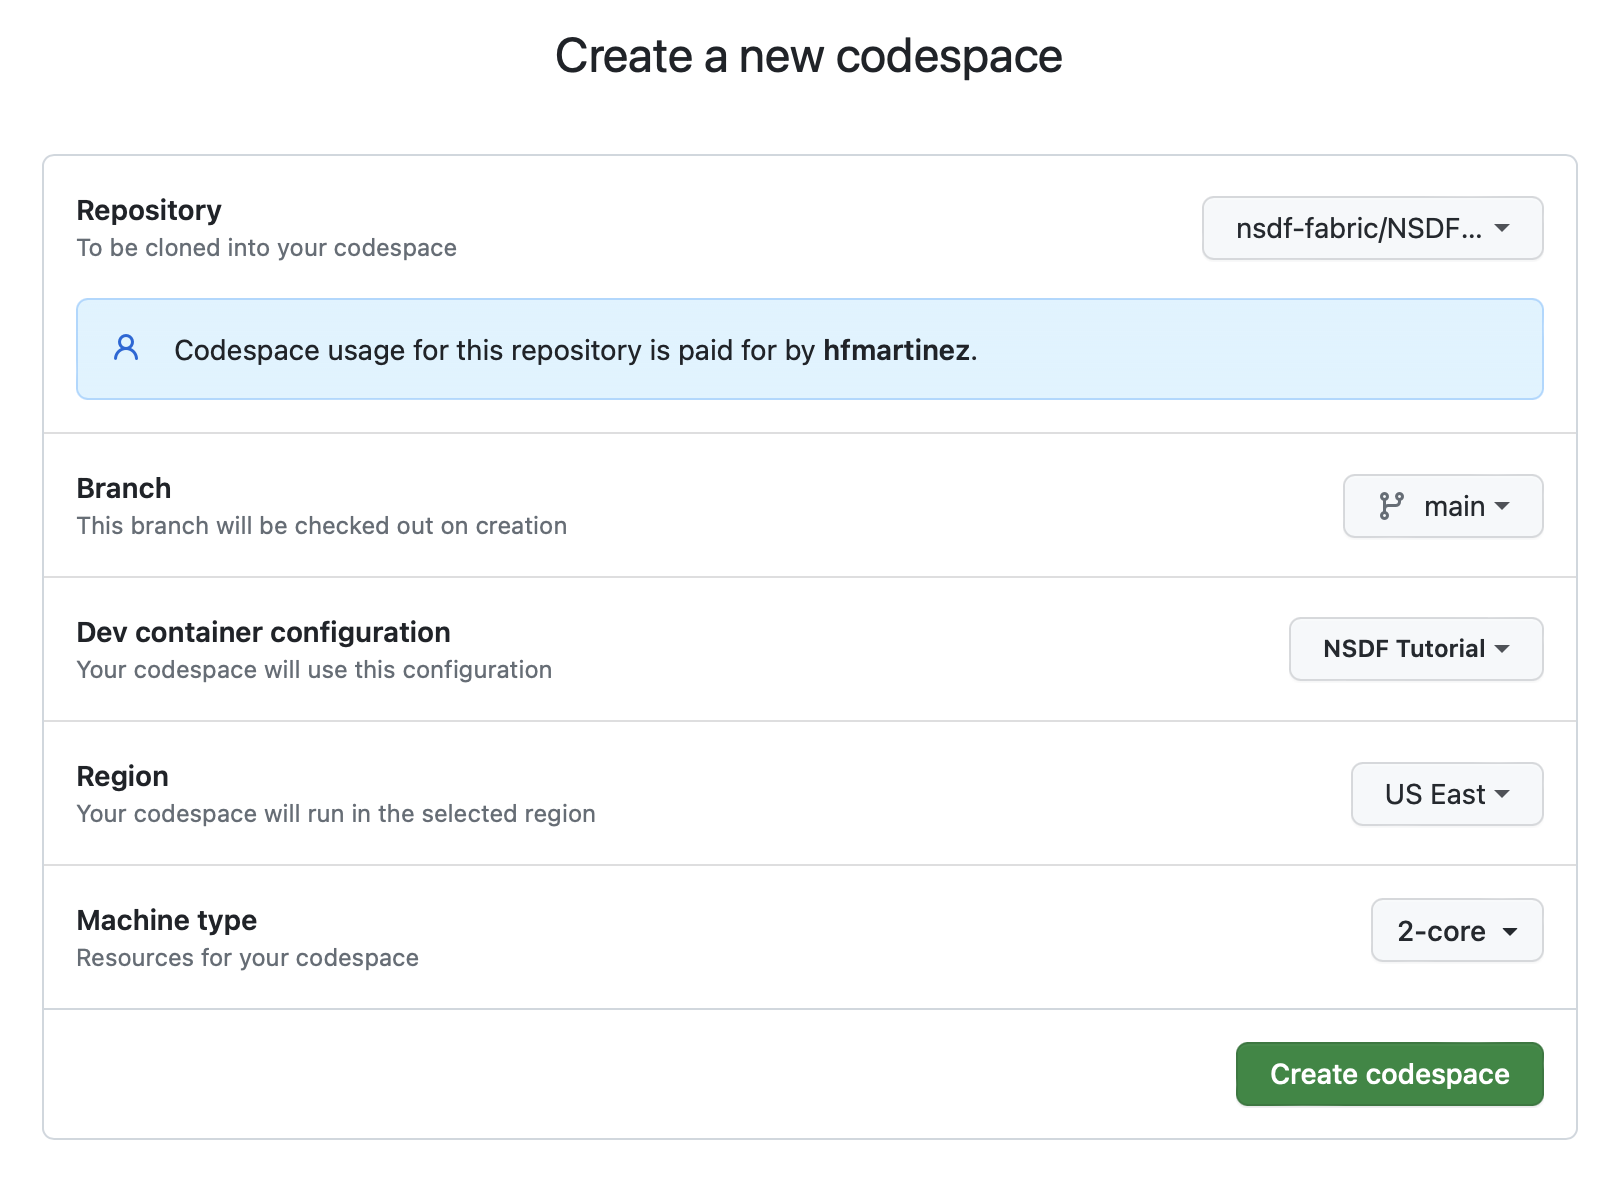 Create a new codespace
Repository
To be cloned into your codespace
nsdf-fabric/NSDF...
Codespace usage for this repository is paid for by hfmartinez.
Branch
This branch will be checked out on creation
main
Dev container configuration
Your codespace will use this configuration
NSDF Tutorial
Region
Your codespace will run in the selected region
US East
Machine type
Resources for your codespace
2-core
Create codespace